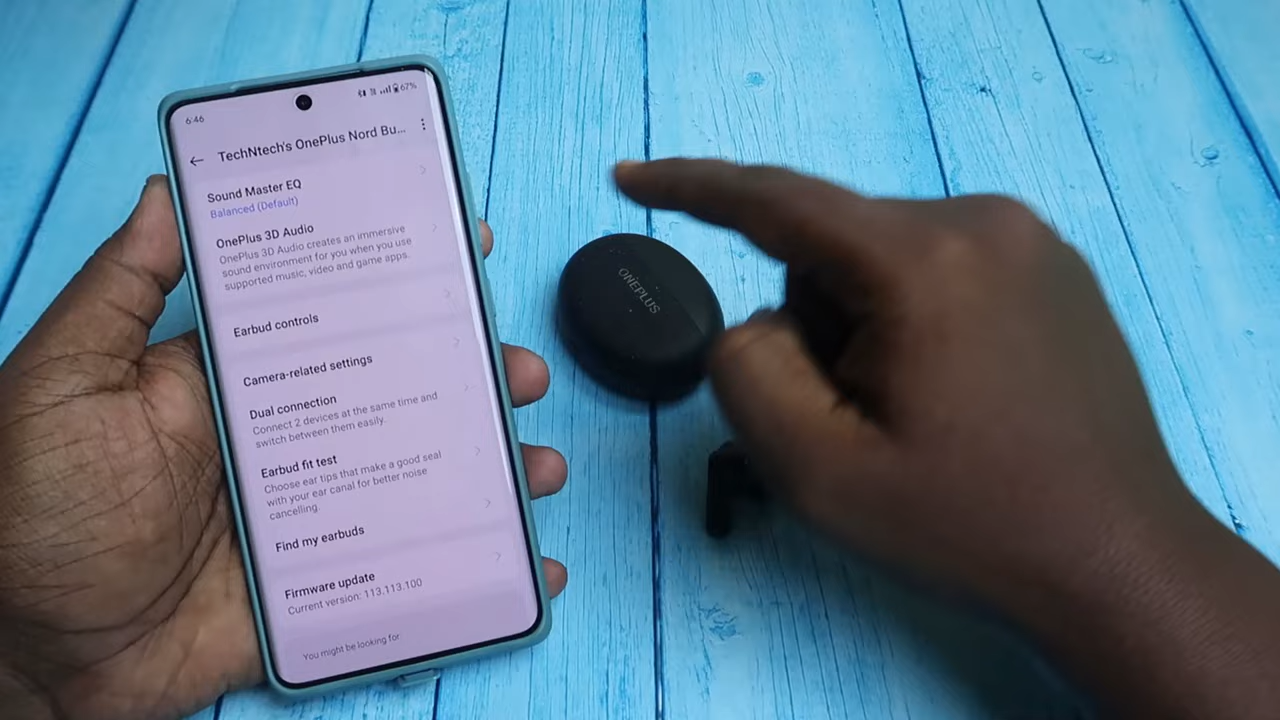 6:46
67%
TechNtech's OnePlus Nord Bu...
Sound Master EQ
Balanced (Default)
OnePlus 3D Audio
OnePlus 3D Audio creates an immersive
sound environment for you when you use
supported music, video and game apps.
Earbud controls
Camera-related settings
Dual connection
Connect 2 devices at the same time and
switch between them easily.
Earbud fit test
Choose ear tips that make a good seal
with your ear canal for better noise
cancelling.
Find my earbuds
Firmware update
Current version: 113.113.100
You might be looking for:
ONEPLUS